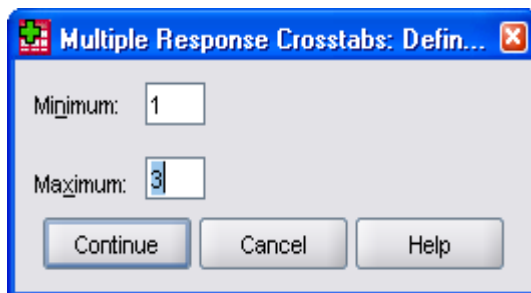 Multiple Response Crosstabs: Defin...
Minimum: 1
Maximum: 3
Continue Cancel Help